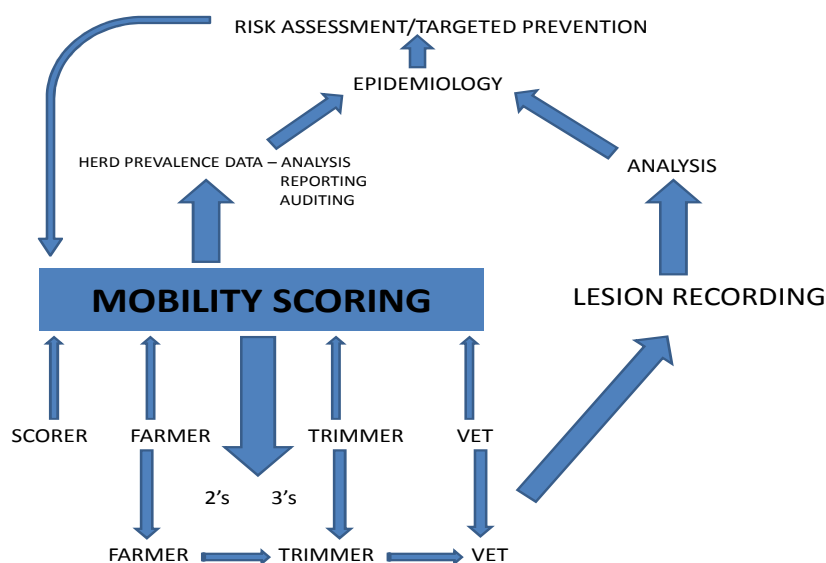 RISK ASSESSMENT/TARGETED PREVENTION
EPIDEMIOLOGY
HERD PREVALENCE DATA – ANALYSIS
REPORTING
AUDITING
ANALYSIS
MOBILITY SCORING
LESION RECORDING
SCORER FARMER TRIMMER VET
2's 3's
FARMER TRIMMER VET